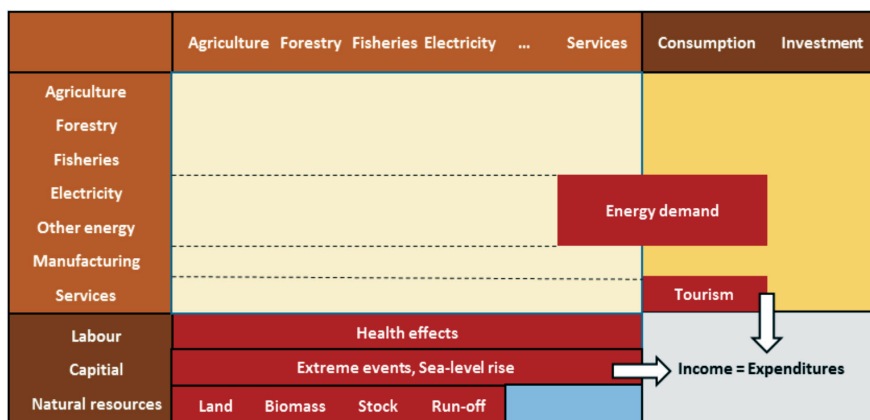 Agriculture Forestry Fisheries Electricity ... Services Consumption Investment
Agriculture
Forestry
Fisheries
Electricity
Energy demand
Other energy
Manufacturing
Services Tourism
Labour Health effects
Capitial Extreme events, Sea-level rise Income = Expenditures
Natural resources Land Biomass Stock Run-off